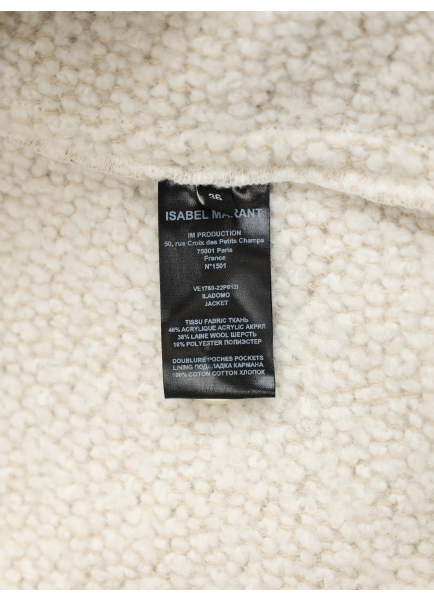 36
ISABEL MARANT
IM PRODUCTION
50, rue Croix des Petits Champs
75001 Paris
France
N°1501
VE1780-22P012I
ILADOMO
JACKET
TISSU FABRIC ТКАНЬ
46% ACRYLIQUE ACRYLIC АКРИЛ
38% LAINE WOOL ШЕРСТЬ
16% POLYESTER ПОЛИЭСТЕР
DOUBLURE POCHES POCKETS
LINING ПОДКЛАДКА КАРМАНА
100% COTON COTTON ХЛОПОК